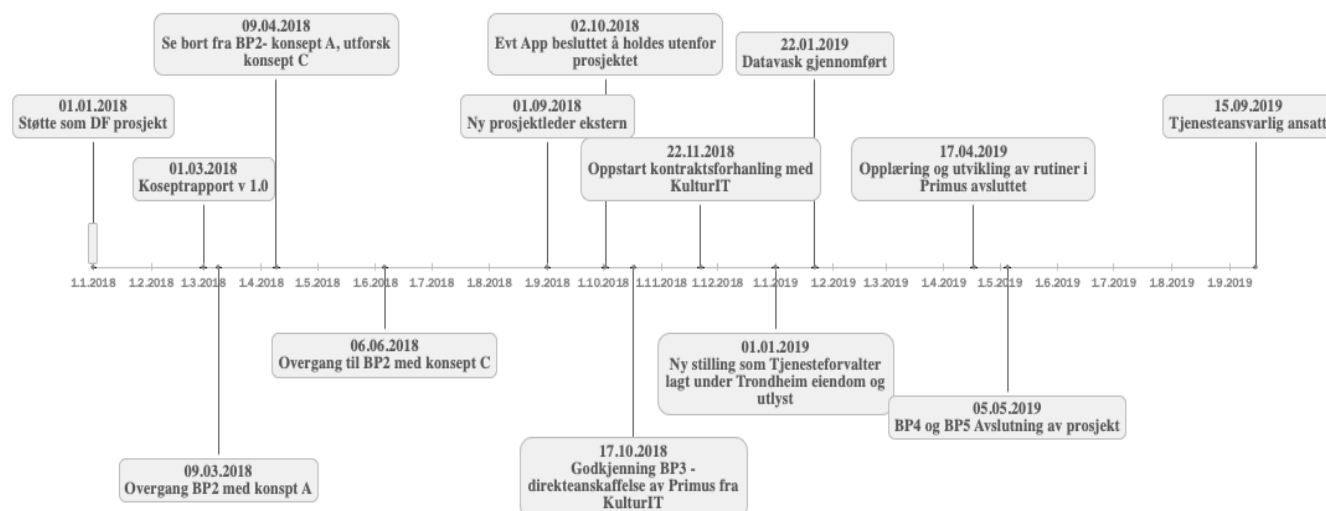 09.04.2018
Se bort fra BP2- konsept A, utforsk
konsept C
02.10.2018
Evt App besluttet å holdes utenfor
prosjektet
22.01.2019
Datavask gjennomført
01.01.2018
Støtte som DF prosjekt
01.09.2018
Ny prosjektleder ekstern
15.09.2019
Tjenesteansvarlig ansatt
01.03.2018
Koseptrapport v 1.0
22.11.2018
Oppstart kontraktsforhanling med
KulturIT
17.04.2019
Opplæring og utvikling av rutiner i
Primus avsluttet
1.1.2018 1.2.2018 1.3.2018 1.4.2018 1.5.2018 1.6.2018 1.7.2018 1.8.2018 1.9.2018 1.10.2018 1.11.2018 1.12.2018 1.1.2019 1.2.2019 1.3.2019 1.4.2019 1.5.2019 1.6.2019 1.7.2019 1.8.2019 1.9.2019
06.06.2018
Overgang til BP2 med konsept C
01.01.2019
Ny stilling som Tjenesteforvalter
lagt under Trondheim eiendom og
utlyst
05.05.2019
BP4 og BP5 Avslutning av prosjekt
09.03.2018
Overgang BP2 med konspt A
17.10.2018
Godkjenning BP3 -
direkteanskaffelse av Primus fra
KulturIT